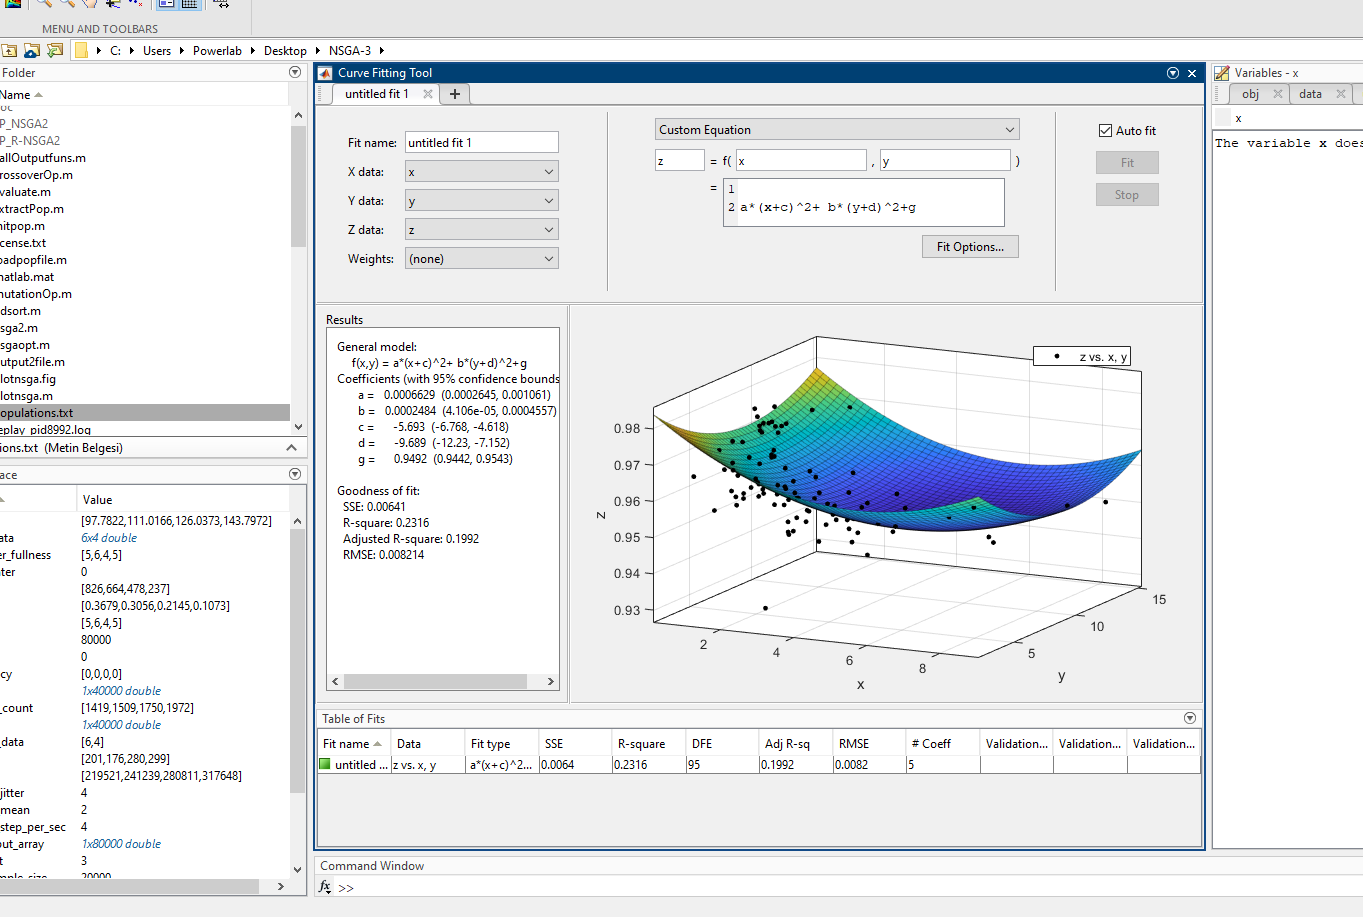 MENU AND TOOLBARS
C: Users Powerlab Desktop NSGA-3
Folder
Name
P_NSGA2
P_R-NSGA2
allOutputfuns.m
rossoverOp.m
valuate.m
xtractPop.m
nitpop.m
cense.txt
oadpopfile.m
natlab.mat
nutationOp.m
dsort.m
sga2.m
sgaopt.m
utput2file.m
lotnsga.fig
lotnsga.m
opulations.txt
eplay_pid8992.log
ions.txt (Metin Belgesi)
ace
Value
[97.7822,111.0166,126.0373,143.7972]
ata 6x4 double
er_fullness [5,6,4,5]
nter 0
[826,664,478,237]
[0.3679,0.3056,0.2145,0.1073]
[5,6,4,5]
80000
0
cy [0,0,0,0]
1x40000 double
_count [1419,1509,1750,1972]
1x40000 double
_data [6,4]
[201,176,280,299]
[219521,241239,280811,317648]
jitter 4
mean 2
step_per_sec 4
out_array 1x80000 double
t 3
mple_size 20000
Curve Fitting Tool
untitled fit 1
+
Fit name: untitled fit 1
X data: x
Y data: y
Z data: z
Weights: (none)
Custom Equation
z = f( x , y )
= 1
2 a*(x+c)^2+ b*(y+d)^2+g
Fit Options...
Auto fit
Fit
Stop
Results
General model:
f(x,y) = a*(x+c)^2+ b*(y+d)^2+g
Coefficients (with 95% confidence bounds
a = 0.0006629 (0.0002645, 0.001061)
b = 0.0002484 (4.106e-05, 0.0004557)
c = -5.693 (-6.768, -4.618)
d = -9.689 (-12.23, -7.152)
g = 0.9492 (0.9442, 0.9543)
Goodness of fit:
SSE: 0.00641
R-square: 0.2316
Adjusted R-square: 0.1992
RMSE: 0.008214
z vs. x, y
0.98
0.97
0.96
0.95
0.94
0.93
z
2
4
6
8
x
5
10
15
y
Table of Fits
Fit name Data Fit type SSE R-square DFE Adj R-sq RMSE # Coeff Validation... Validation... Validation...
untitled ... z vs. x, y a*(x+c)^2... 0.0064 0.2316 95 0.1992 0.0082 5
Command Window
fx >>
Variables - x
obj data
x
The variable x does